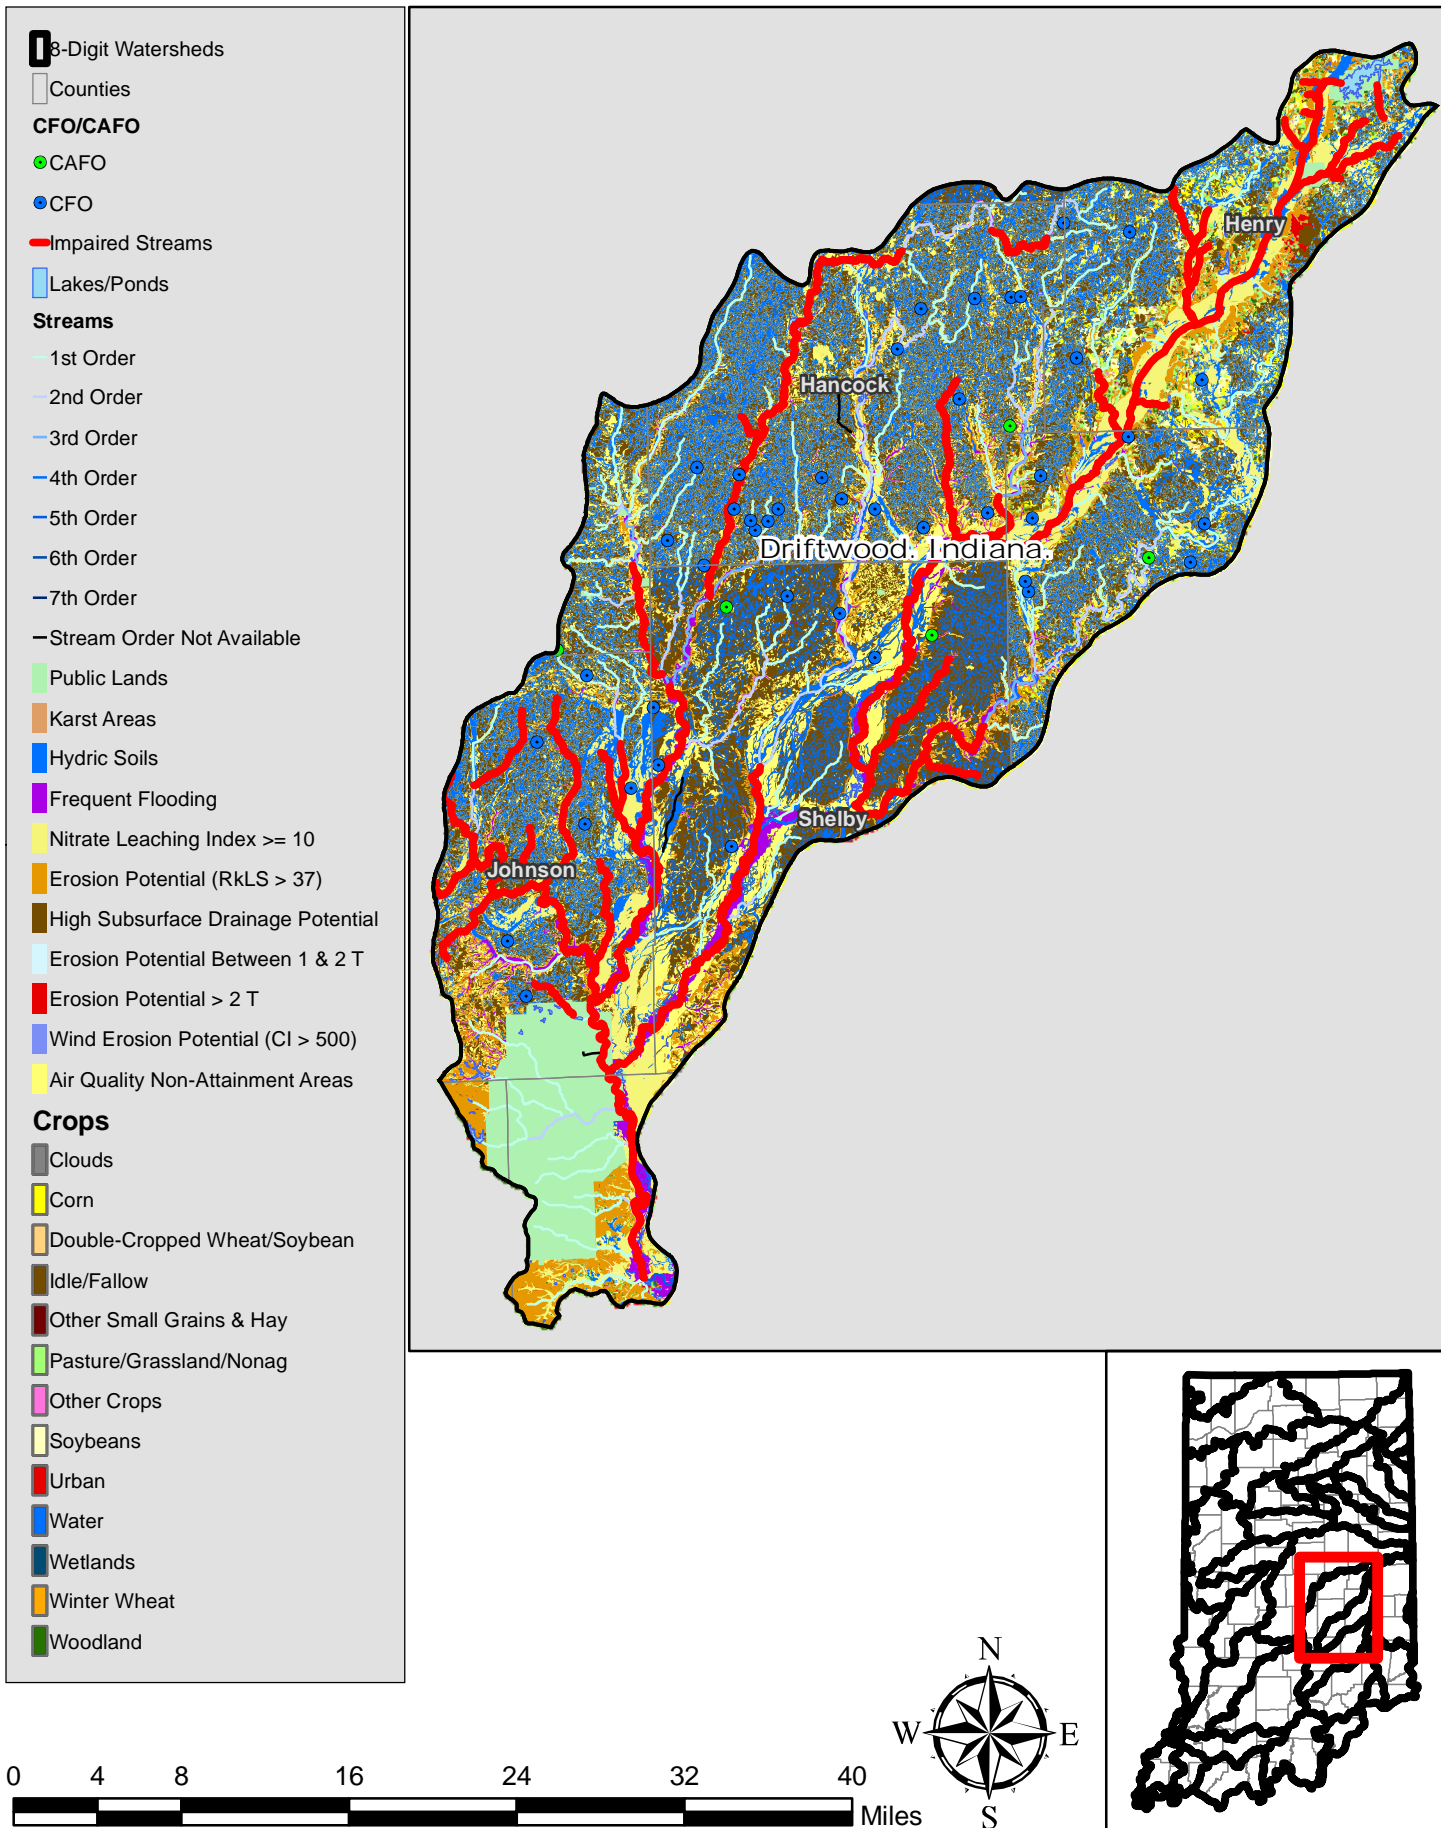 8-Digit Watersheds
Counties
CFO/CAFO
CAFO
CFO
Impaired Streams
Lakes/Ponds
Streams
1st Order
2nd Order
3rd Order
4th Order
5th Order
6th Order
7th Order
Stream Order Not Available
Public Lands
Karst Areas
Hydric Soils
Frequent Flooding
Nitrate Leaching Index >= 10
Erosion Potential (RkLS > 37)
High Subsurface Drainage Potential
Erosion Potential Between 1 & 2 T
Erosion Potential > 2 T
Wind Erosion Potential (CI > 500)
Air Quality Non-Attainment Areas
Crops
Clouds
Corn
Double-Cropped Wheat/Soybean
Idle/Fallow
Other Small Grains & Hay
Pasture/Grassland/Nonag
Other Crops
Soybeans
Urban
Water
Wetlands
Winter Wheat
Woodland
Henry
Hancock
Driftwood. Indiana.
Shelby
Johnson
N
W E
S
0 4 8 16 24 32 40
Miles